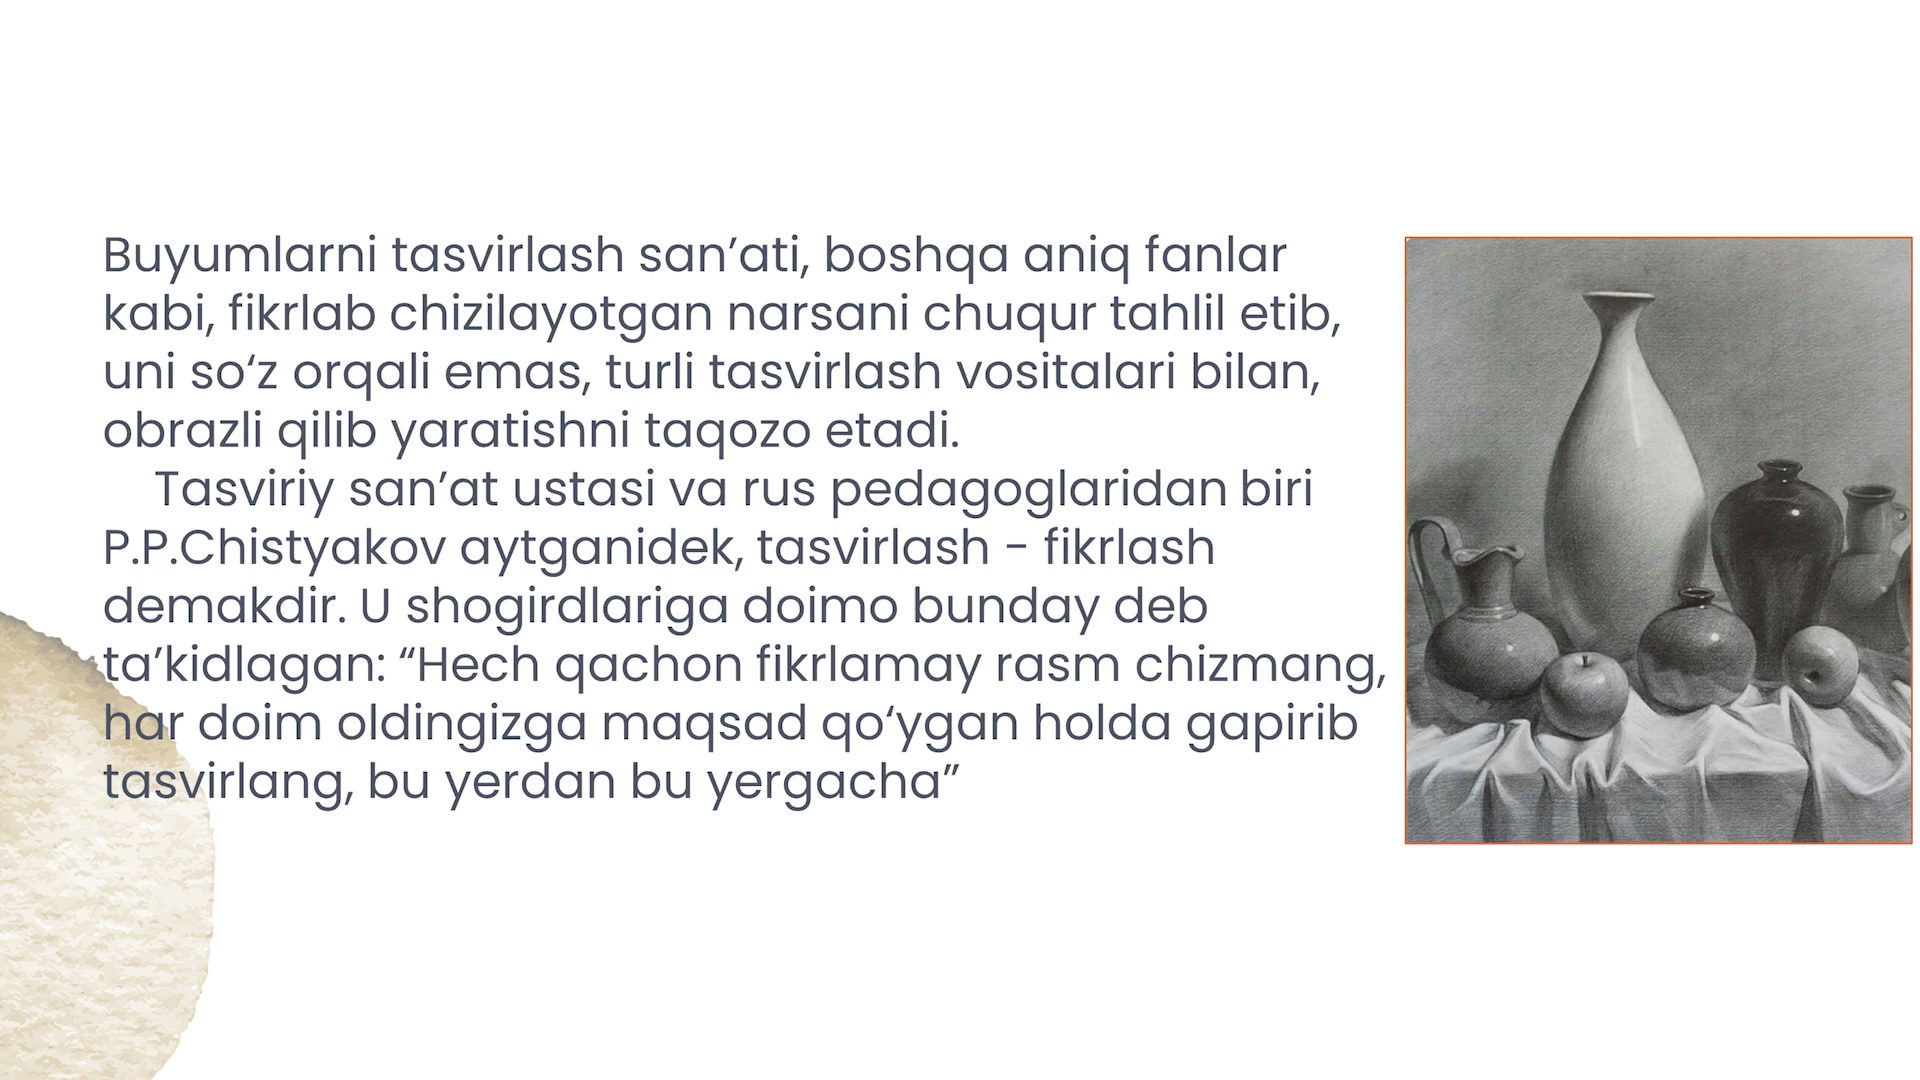 Buyumlarni tasvirlash san’ati, boshqa aniq fanlar
kabi, fikrlab chizilayotgan narsani chuqur tahlil etib,
uni so‘z orqali emas, turli tasvirlash vositalari bilan,
obrazli qilib yaratishni taqozo etadi.
Tasviriy san’at ustasi va rus pedagoglaridan biri
P.P.Chistyakov aytganidek, tasvirlash - fikrlash
demakdir. U shogirdlariga doimo bunday deb
ta’kidlagan: “Hech qachon fikrlamay rasm chizmang,
har doim oldingizga maqsad qo‘ygan holda gapirib
tasvirlang, bu yerdan bu yergacha”